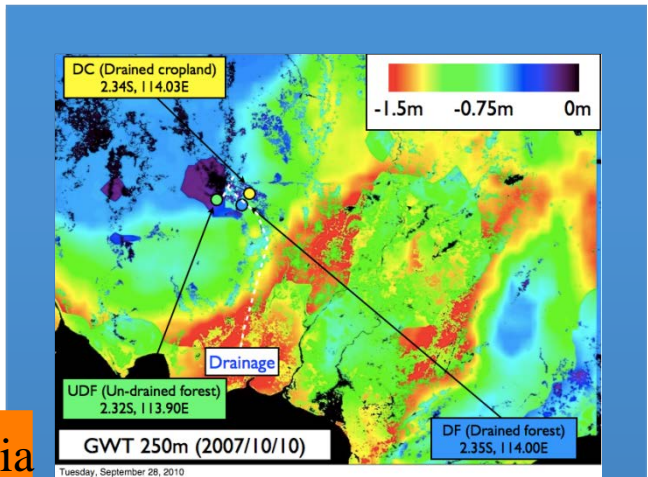 DC (Drained cropland)
2.34S, 114.03E
-1.5m -0.75m 0m
Drainage
UDF (Un-drained forest)
2.32S, 113.90E
DF (Drained forest)
2.35S, 114.00E
ia
GWT 250m (2007/10/10)
Tuesday, September 28, 2010